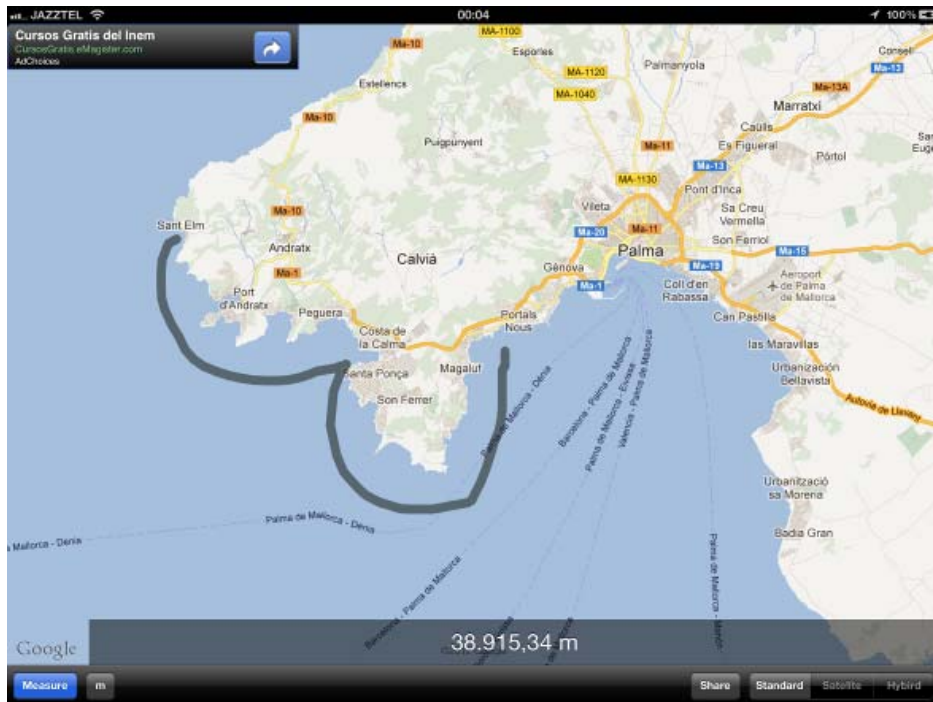 JAZZTEL 00:04 100%
Cursos Gratis del Inem
CursosGratis.eMagister.com
AdChoices
MA-1100
Ma-10
Esporles
Consell
Ma-13
MA-1120
Palmanyola
Estellencs
MA-1040
Ma-13A
Marratxí
Ma-10
Puigpunyent
Ma-11
Es Figueral
Pòrtol
Ma-13
MA-1130
Pont d'Inca
Vileta
Sa Creu
Vermella
Sant Elm
Ma-10
Ma-20
Ma-11
Son Ferriol
Ma-15
Andratx
Calvià
Palma
Gènova
Ma-19
Ma-1
Ma-1
Coll d'en
Rabassa
Aeroport
de Palma
de Mallorca
Port
d'Andratx
Peguera
Portals
Nous
Can Pastilla
Costa de
la Calma
las Maravillas
Santa Ponça
Magaluf
Urbanización
Bellavista
Son Ferrer
Autovía de Llevant
Palma de Mallorca - Dénia
Barcelona - Palma de Mallorca
Palma de Mallorca - Eivissa
Valencia - Palma de Mallorca
Urbanització
sa Morena
Palma de Mallorca - Dénia
Badia Gran
Mallorca - Dénia
Barcelona - Palma de Mallorca
Palma de Mallorca - Menorca
Google
38.915,34 m
Measure m Share Standard Satellite Hybird